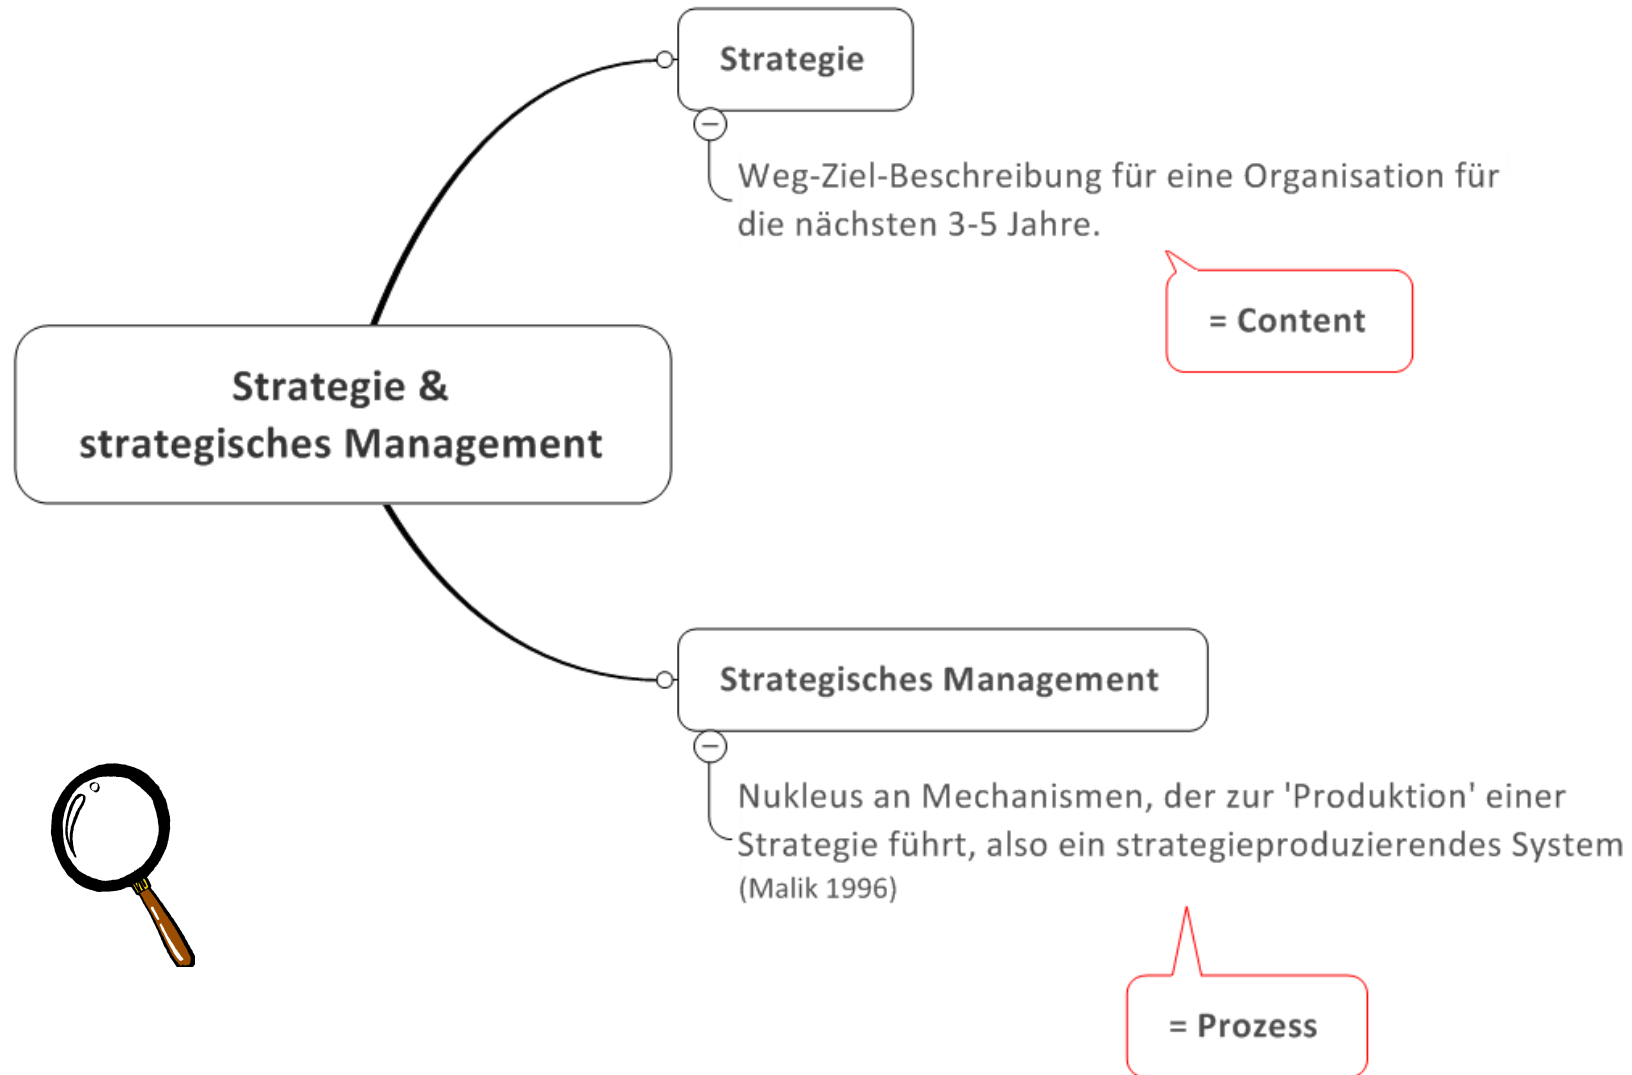 Strategie
Weg-Ziel-Beschreibung für eine Organisation für
die nächsten 3-5 Jahre.
= Content
Strategie &
strategisches Management
Strategisches Management
Nukleus an Mechanismen, der zur 'Produktion' einer
Strategie führt, also ein strategieproduzierendes System
(Malik 1996)
= Prozess